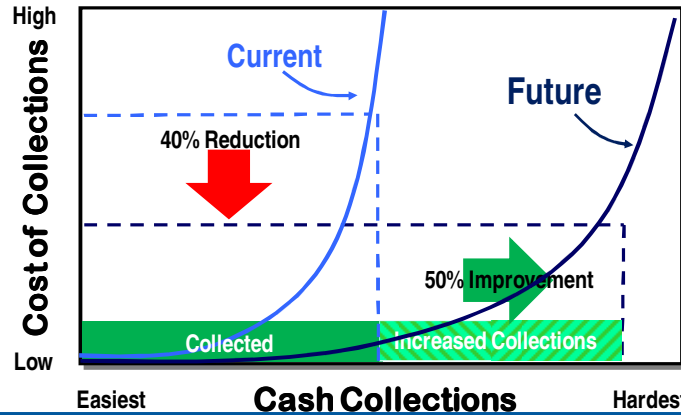 High
Current
Future
40% Reduction
Cost of Collections
50% Improvement
Collected
Increased Collections
Low
Easiest
Cash Collections
Hardest